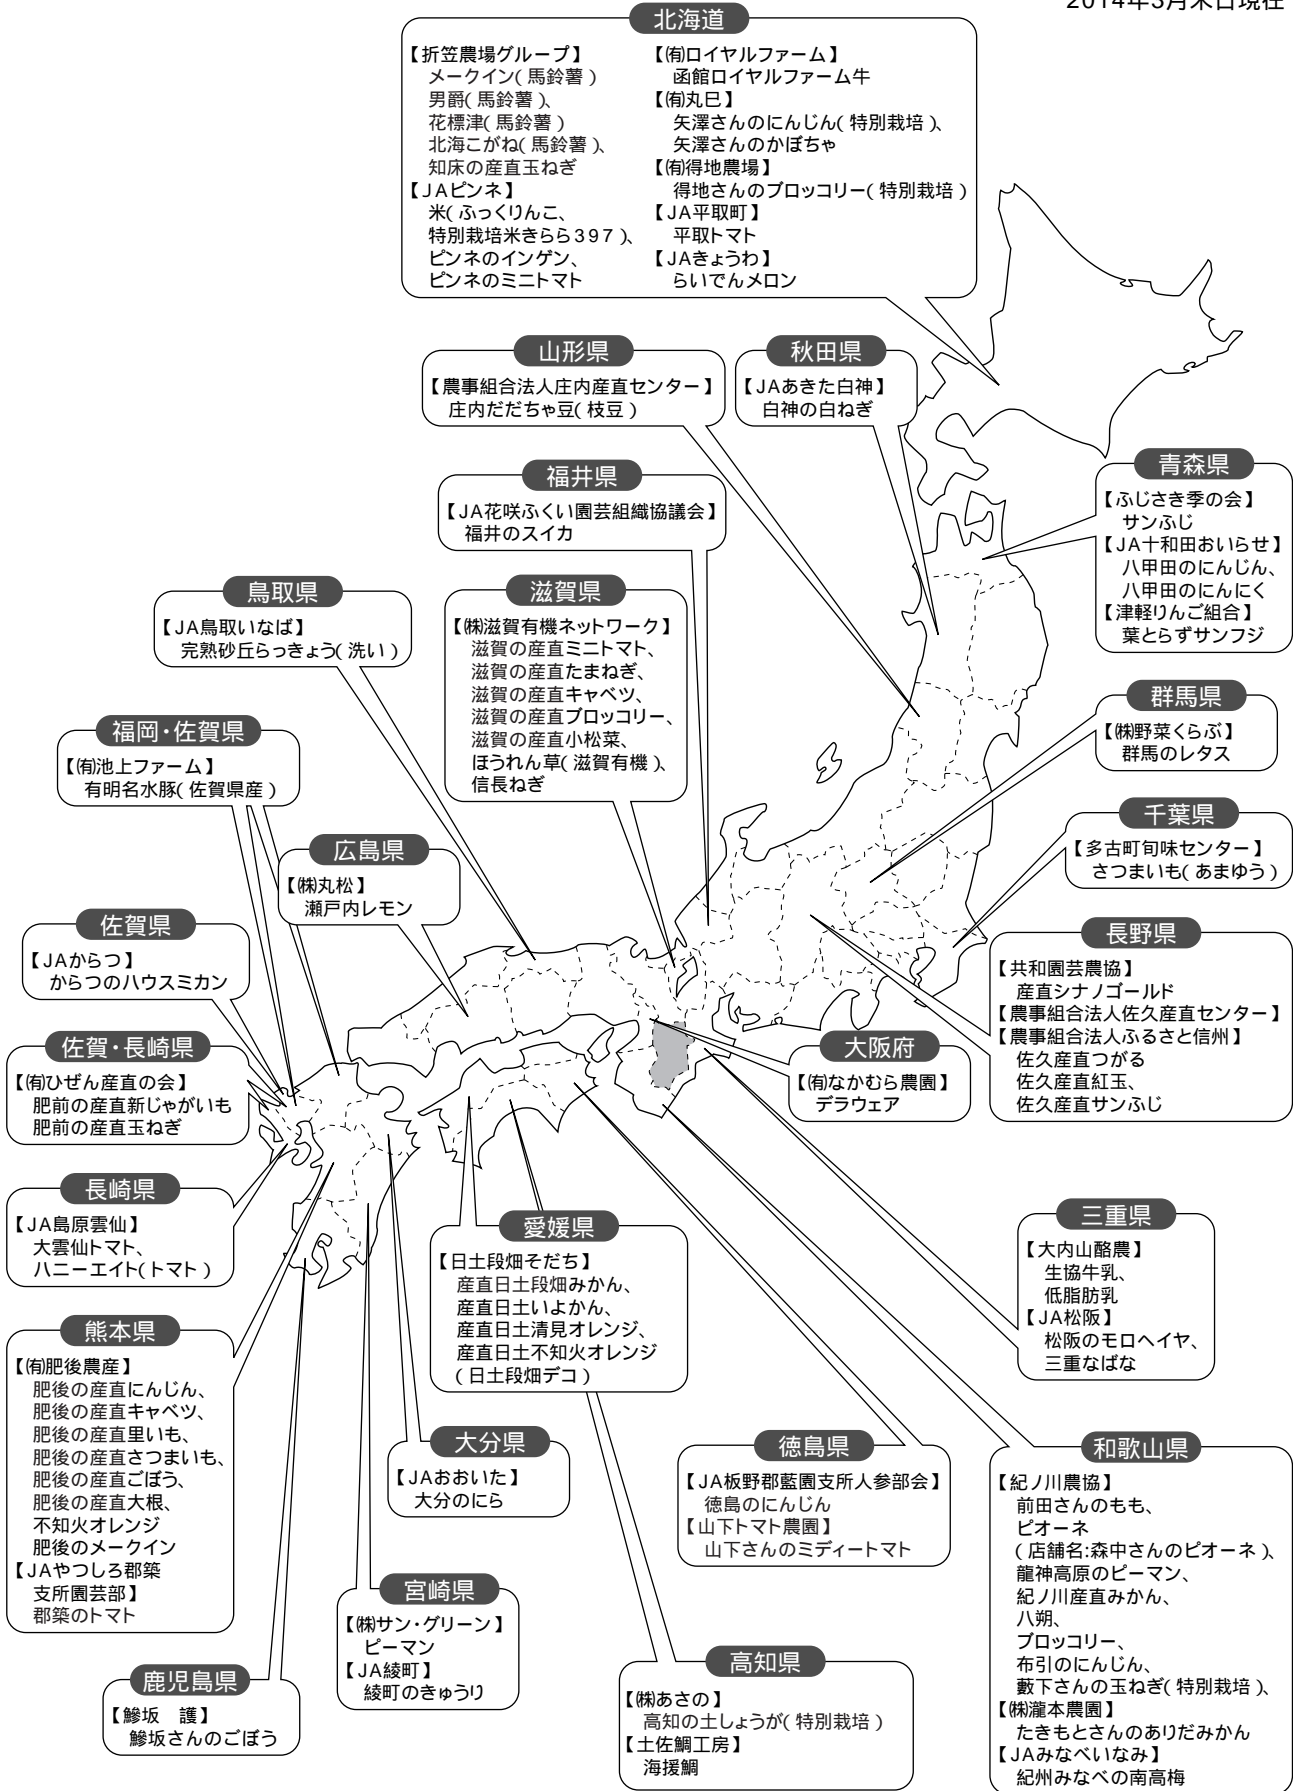 2014年3月末日現在
北海道
【折笠農場グループ】
メークイン(馬鈴薯)
男爵(馬鈴薯)、
花標津(馬鈴薯)
北海こがね(馬鈴薯)、
知床の産直玉ねぎ
【JAピンネ】
米(ふっくりんこ、
特別栽培米きらら397)、
ピンネのインゲン、
ピンネのミニトマト
【㈲ロイヤルファーム】
函館ロイヤルファーム牛
【㈲丸巳】
矢澤さんのにんじん(特別栽培)、
矢澤さんのかぼちゃ
【㈲得地農場】
得地さんのブロッコリー(特別栽培)
【JA平取町】
平取トマト
【JAきょうわ】
らいでんメロン
山形県
【農事組合法人庄内産直センター】
庄内だだちゃ豆(枝豆)
秋田県
【JAあきた白神】
白神の白ねぎ
青森県
【ふじさき季の会】
サンふじ
【JA十和田おいらせ】
八甲田のにんじん、
八甲田のにんにく
【津軽りんご組合】
葉とらずサンフジ
福井県
【JA花咲ふくい園芸組織協議会】
福井のスイカ
鳥取県
【JA鳥取いなば】
完熟砂丘らっきょう(洗い)
滋賀県
【㈱滋賀有機ネットワーク】
滋賀の産直ミニトマト、
滋賀の産直たまねぎ、
滋賀の産直キャベツ、
滋賀の産直ブロッコリー、
滋賀の産直小松菜、
ほうれん草(滋賀有機)、
信長ねぎ
群馬県
【㈱野菜くらぶ】
群馬のレタス
福岡・佐賀県
【㈲池上ファーム】
有明名水豚(佐賀県産)
千葉県
【多古町旬味センター】
さつまいも(あまゆう)
広島県
【㈱丸松】
瀬戸内レモン
佐賀県
【JAからつ】
からつのハウスミカン
長野県
【共和園芸農協】
産直シナノゴールド
【農事組合法人佐久産直センター】
【農事組合法人ふるさと信州】
佐久産直つがる
佐久産直紅玉、
佐久産直サンふじ
佐賀・長崎県
【㈲ひぜん産直の会】
肥前の産直新じゃがいも
肥前の産直玉ねぎ
大阪府
【㈲なかむら農園】
デラウェア
長崎県
【JA島原雲仙】
大雲仙トマト、
ハニーエイト(トマト)
愛媛県
【日土段畑そだち】
産直日土段畑みかん、
産直日土いよかん、
産直日土清見オレンジ、
産直日土不知火オレンジ
(日土段畑デコ)
三重県
【大内山酪農】
生協牛乳、
低脂肪乳
【JA松阪】
松阪のモロヘイヤ、
三重なばな
熊本県
【㈲肥後農産】
肥後の産直にんじん、
肥後の産直キャベツ、
肥後の産直里いも、
肥後の産直さつまいも、
肥後の産直ごぼう、
肥後の産直大根、
不知火オレンジ
肥後のメークイン
【JAやつしろ郡築
支所園芸部】
郡築のトマト
大分県
【JAおおいた】
大分のにら
徳島県
【JA板野郡藍園支所人参部会】
徳島のにんじん
【山下トマト農園】
山下さんのミディートマト
和歌山県
【紀ノ川農協】
前田さんのもも、
ピオーネ
(店舗名:森中さんのピオーネ)、
龍神高原のピーマン、
紀ノ川産直みかん、
八朔、
ブロッコリー、
布引のにんじん、
藪下さんの玉ねぎ(特別栽培)、
【㈱瀧本農園】
たきもとさんのありだみかん
【JAみなべいなみ】
紀州みなべの南高梅
宮崎県
【㈱サン・グリーン】
ピーマン
【JA綾町】
綾町のきゅうり
高知県
【㈱あさの】
高知の土しょうが(特別栽培)
【土佐鯛工房】
海援鯛
鹿児島県
【鰺坂 護】
鰺坂さんのごぼう